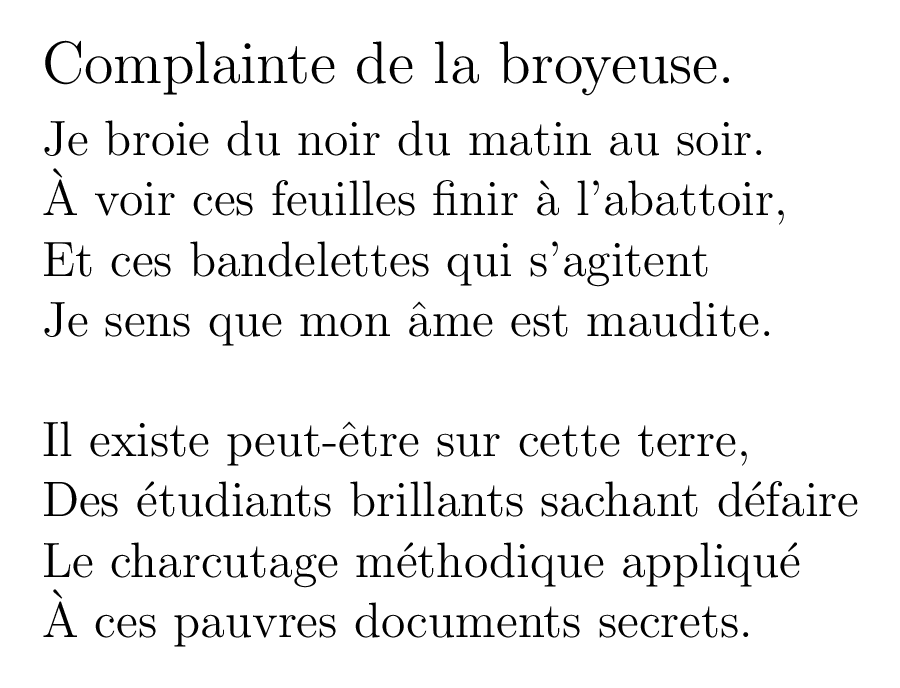 Complainte de la broyeuse.
Je broie du noir du matin au soir.
À voir ces feuilles finir à l'abattoir,
Et ces bandelettes qui s'agitent
Je sens que mon âme est maudite.
Il existe peut-être sur cette terre,
Des étudiants brillants sachant défaire
Le charcutage méthodique appliqué
À ces pauvres documents secrets.